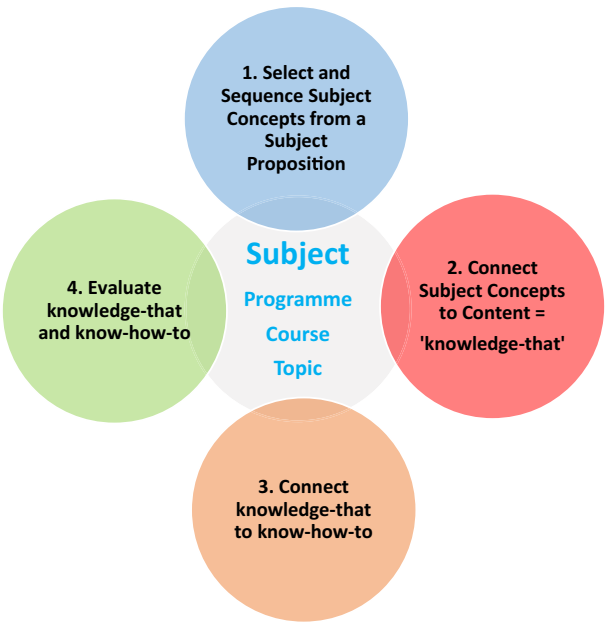 1. Select and
Sequence Subject
Concepts from a
Subject
Proposition
Subject
Programme
Course
Topic
2. Connect
Subject Concepts
to Content =
'knowledge-that'
3. Connect
knowledge-that
to know-how-to
4. Evaluate
knowledge-that
and know-how-to